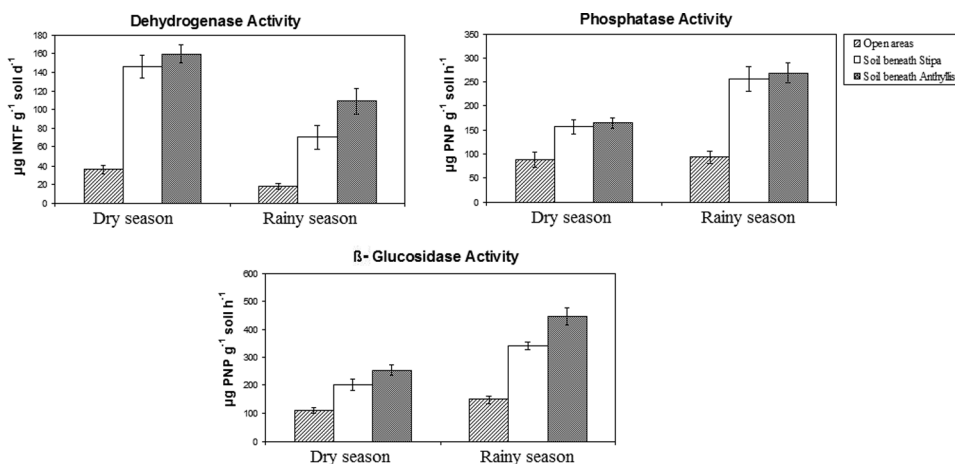 Dehydrogenase Activity
µg INTF g⁻¹ soil d⁻¹
180
160
140
120
100
80
60
40
20
0
Dry season
Rainy season
Phosphatase Activity
µg PNP g⁻¹ soil h⁻¹
350
300
250
200
150
100
50
0
Dry season
Rainy season
Open areas
Soil beneath Stipa
Soil beneath Anthyllis
ß- Glucosidase Activity
µg PNP g⁻¹ soil h⁻¹
600
500
400
300
200
100
0
Dry season
Rainy season